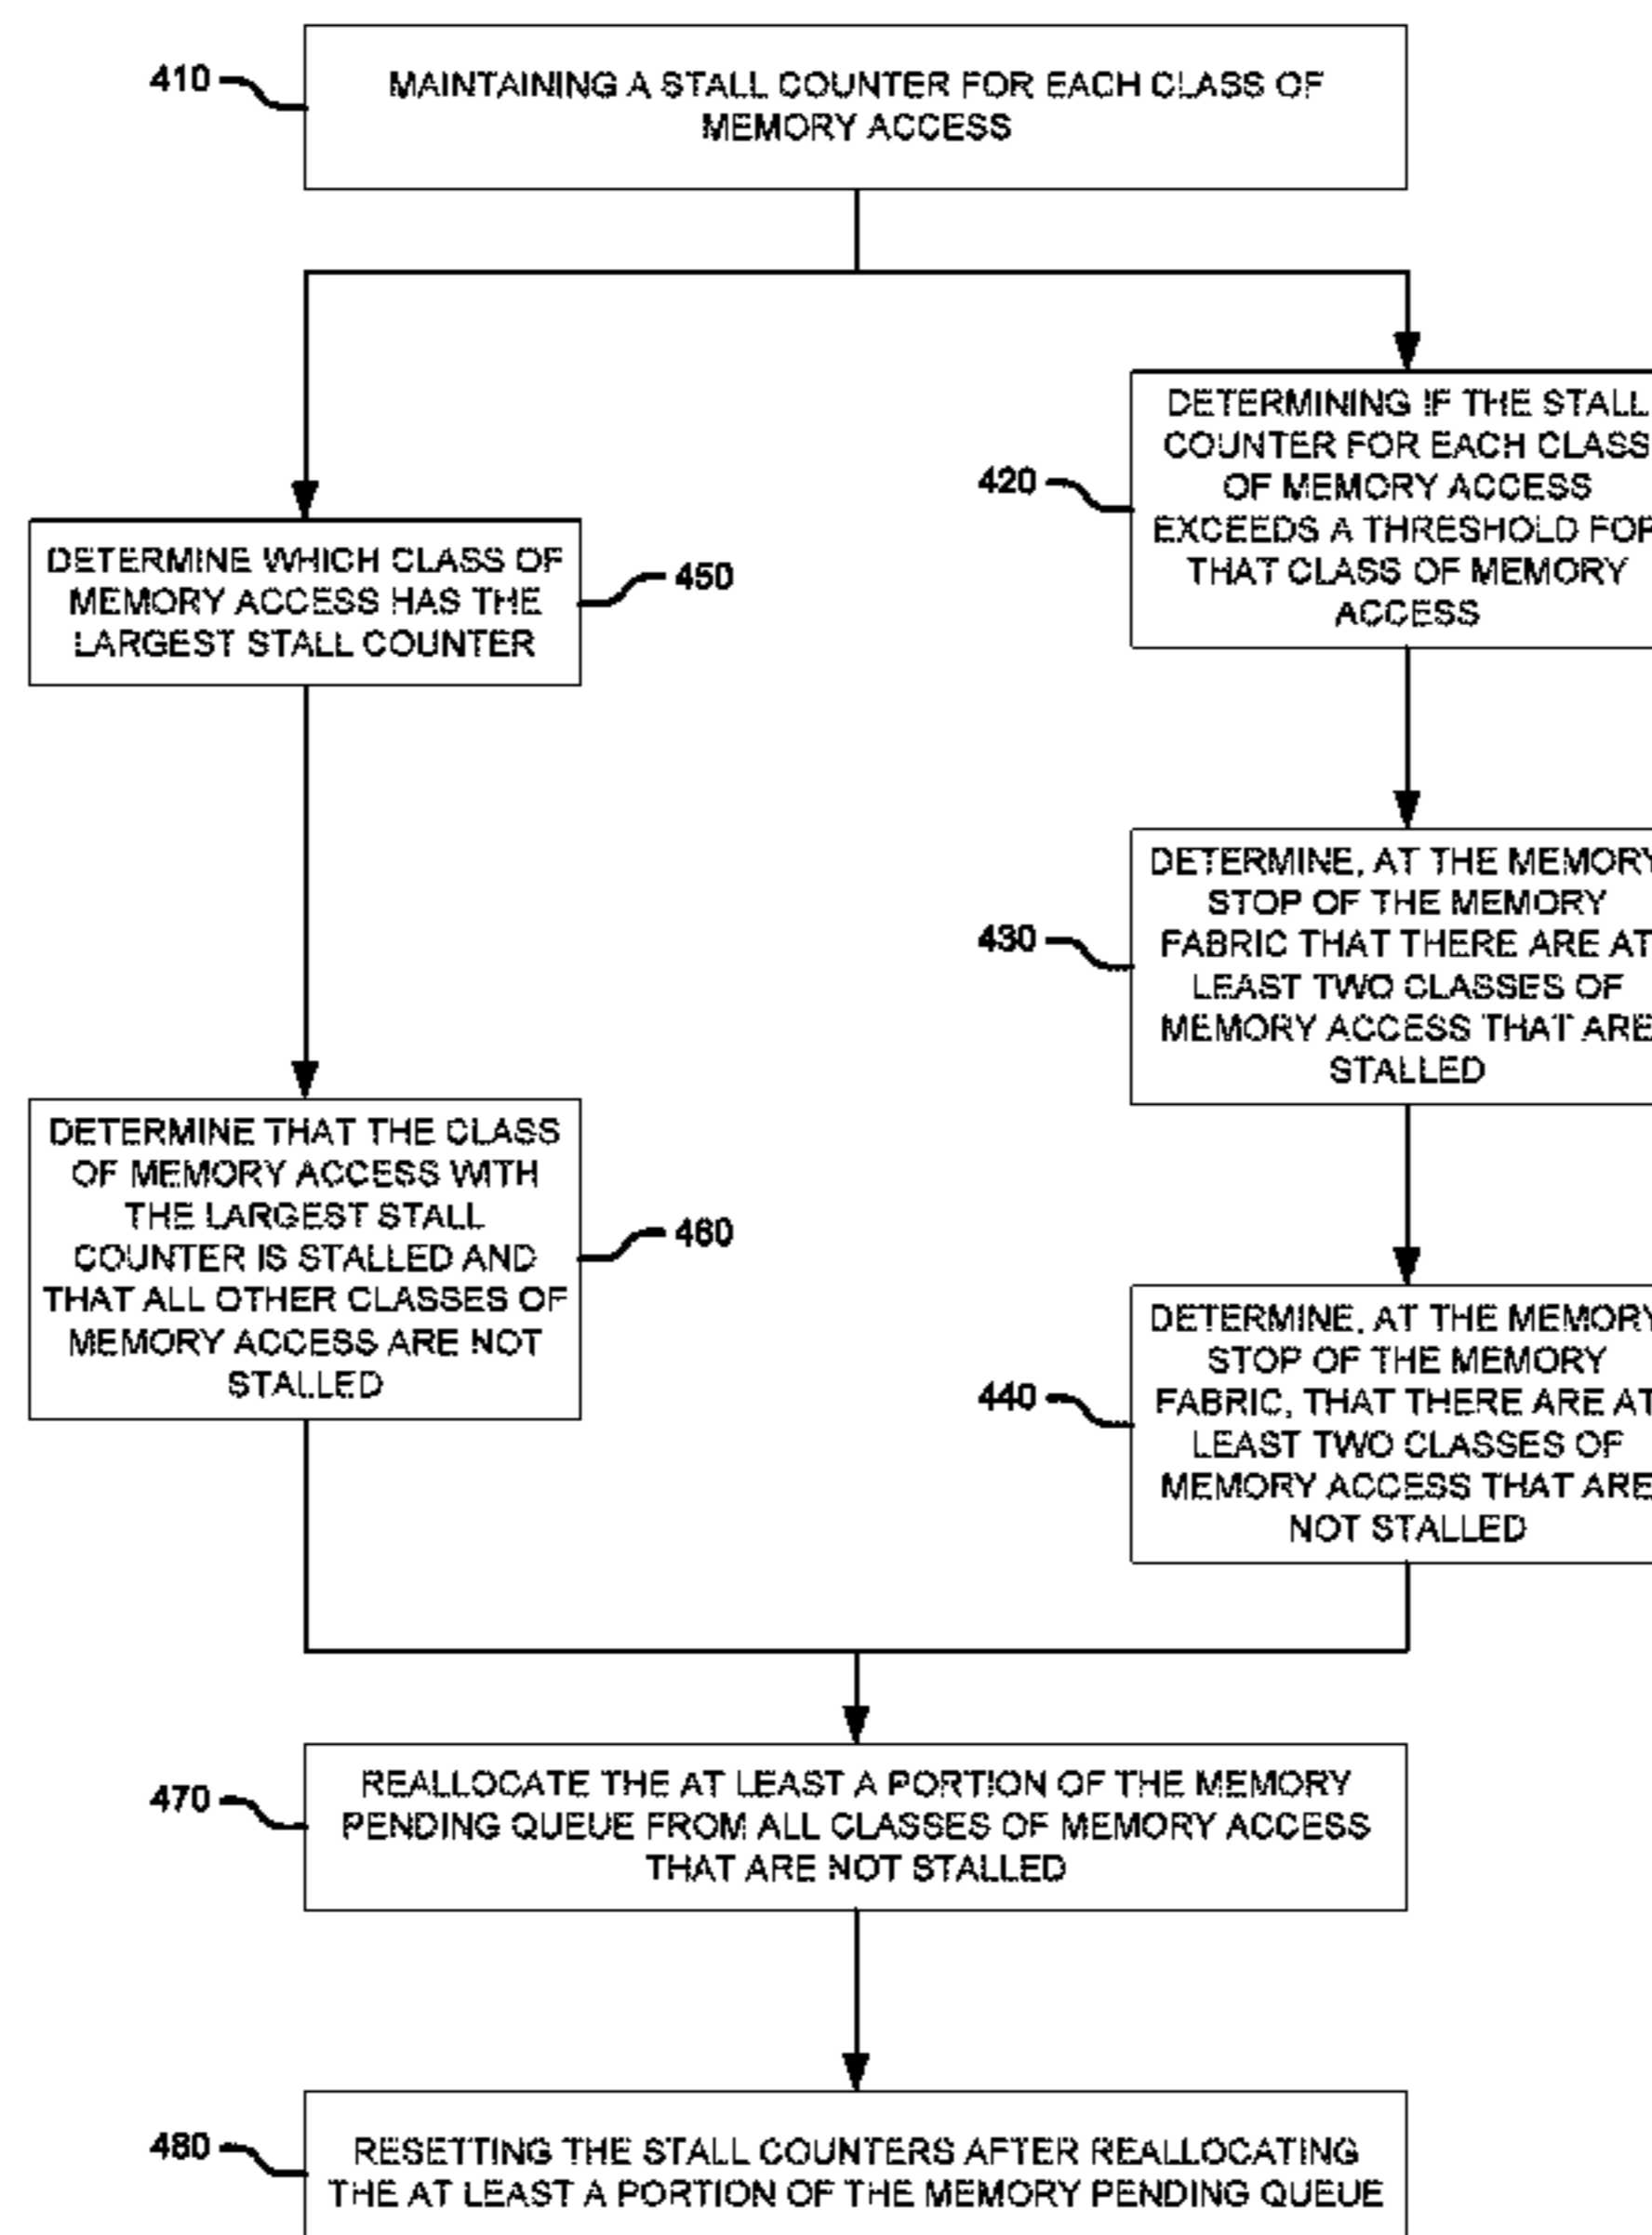 410
MAINTAINING A STALL COUNTER FOR EACH CLASS OF
MEMORY ACCESS
DETERMINING IF THE STALL
COUNTER FOR EACH CLASS
OF MEMORY ACCESS
EXCEEDS A THRESHOLD FOR
THAT CLASS OF MEMORY
ACCESS
420
DETERMINE WHICH CLASS OF
MEMORY ACCESS HAS THE
LARGEST STALL COUNTER
450
DETERMINE, AT THE MEMORY
STOP OF THE MEMORY
FABRIC THAT THERE ARE AT
LEAST TWO CLASSES OF
MEMORY ACCESS THAT ARE
STALLED
430
DETERMINE THAT THE CLASS
OF MEMORY ACCESS WITH
THE LARGEST STALL
COUNTER IS STALLED AND
THAT ALL OTHER CLASSES OF
MEMORY ACCESS ARE NOT
STALLED
460
DETERMINE, AT THE MEMORY
STOP OF THE MEMORY
FABRIC, THAT THERE ARE AT
LEAST TWO CLASSES OF
MEMORY ACCESS THAT ARE
NOT STALLED
440
470
REALLOCATE THE AT LEAST A PORTION OF THE MEMORY
PENDING QUEUE FROM ALL CLASSES OF MEMORY ACCESS
THAT ARE NOT STALLED
480
RESETTING THE STALL COUNTERS AFTER REALLOCATING
THE AT LEAST A PORTION OF THE MEMORY PENDING QUEUE